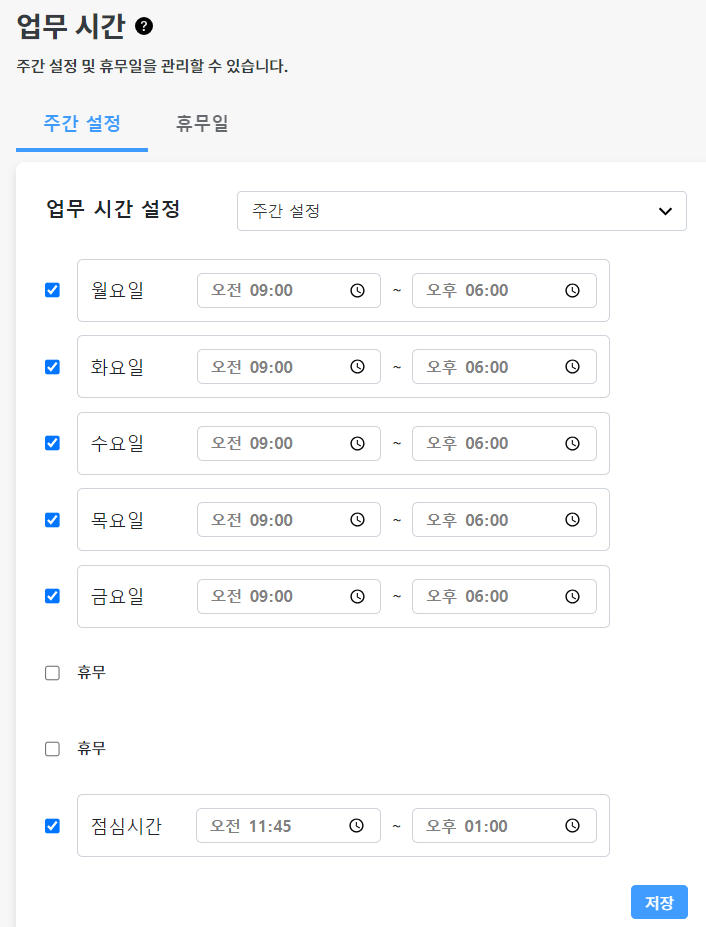 업무 시간 ?
주간 설정 및 휴무일을 관리할 수 있습니다.
주간 설정 휴무일
업무 시간 설정 주간 설정
월요일 오전 09:00 ~ 오후 06:00
화요일 오전 09:00 ~ 오후 06:00
수요일 오전 09:00 ~ 오후 06:00
목요일 오전 09:00 ~ 오후 06:00
금요일 오전 09:00 ~ 오후 06:00
휴무
휴무
점심시간 오전 11:45 ~ 오후 01:00
저장